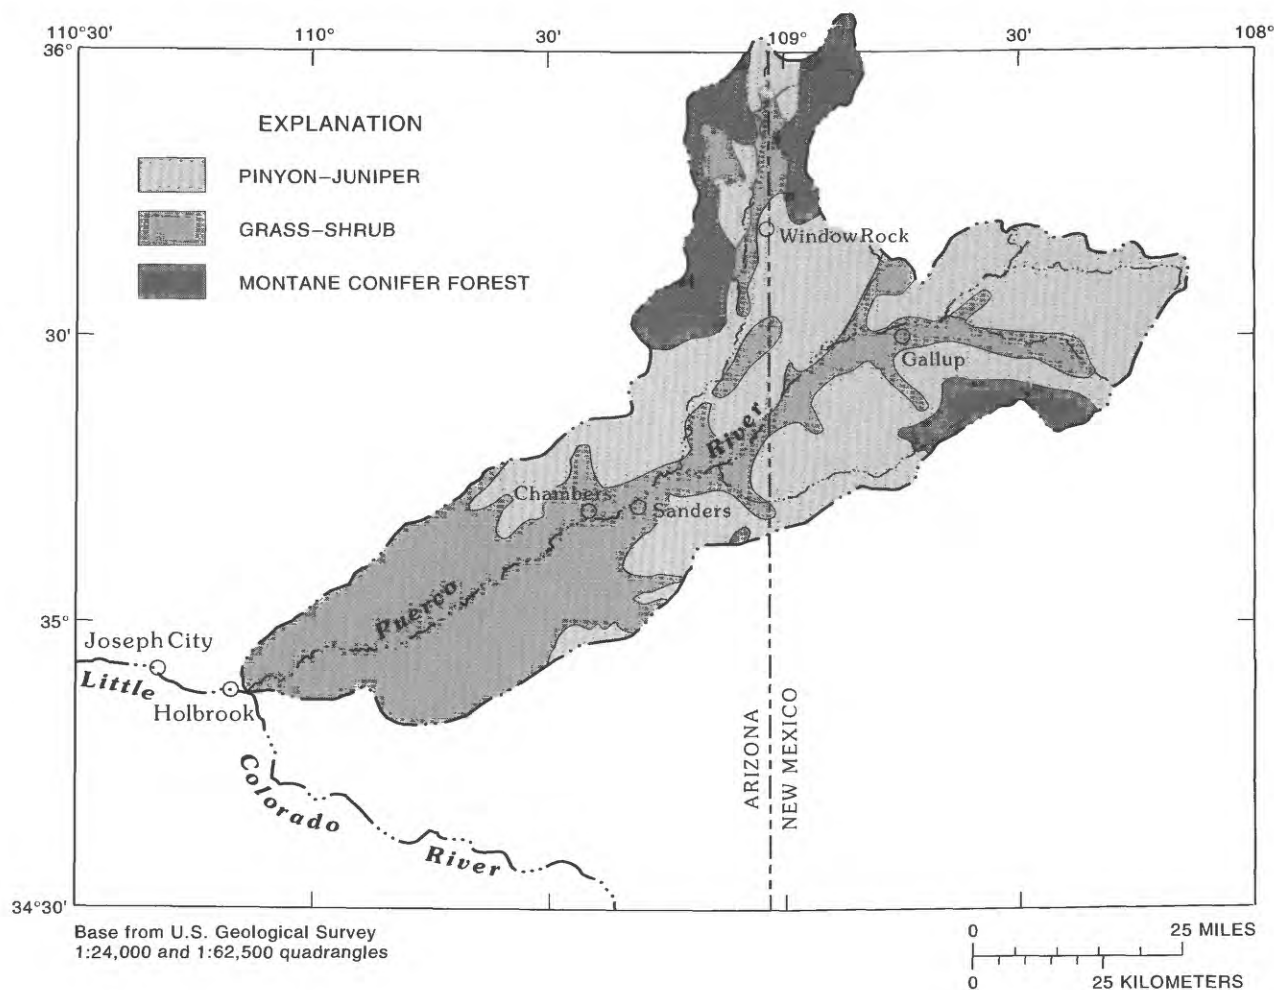 110°30'
110°
30'
109°
30'
108°
36°
EXPLANATION
PINYON–JUNIPER
GRASS–SHRUB
MONTANE CONIFER FOREST
Window Rock
30'
Gallup
River
Chambers
Sanders
Puerco
35°
Joseph City
Little
Holbrook
ARIZONA
NEW MEXICO
Colorado
River
34°30'
Base from U.S. Geological Survey
1:24,000 and 1:62,500 quadrangles
0 25 MILES
0 25 KILOMETERS